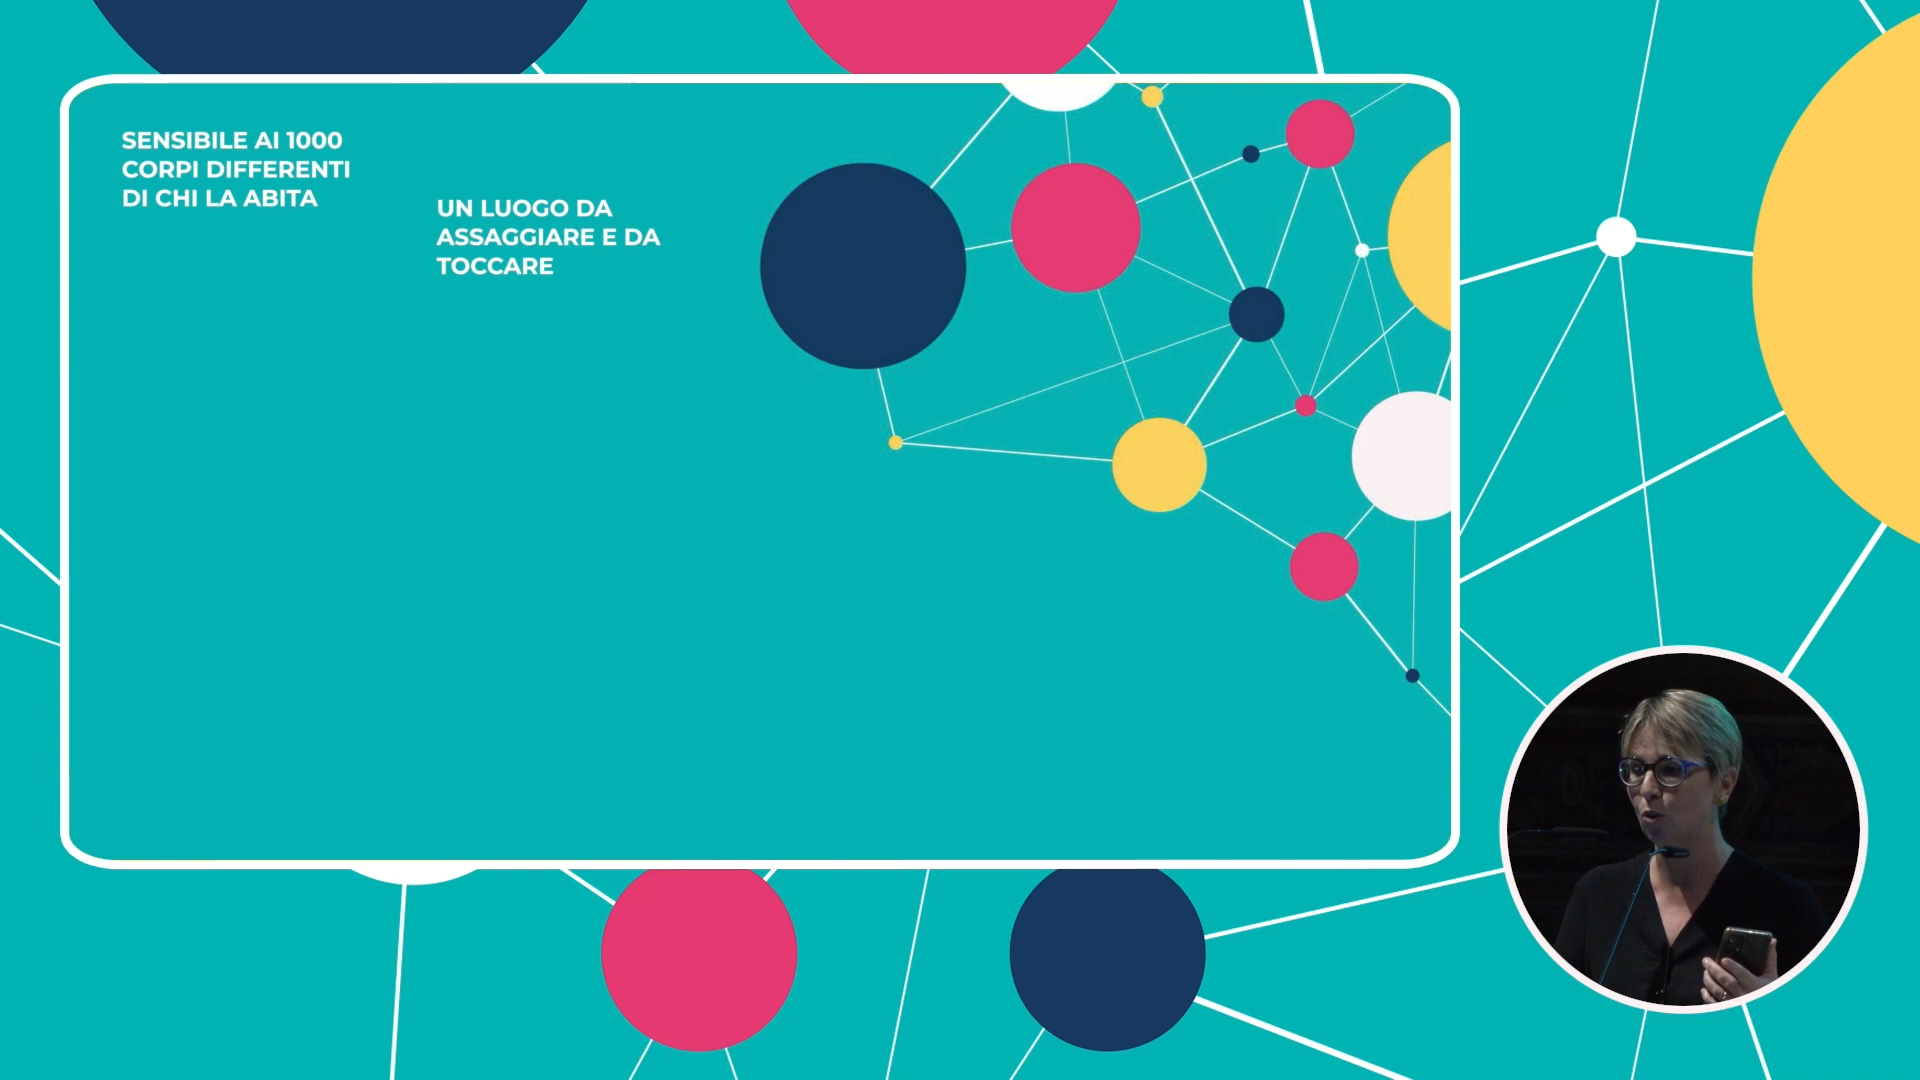 SENSIBILE AI 1000
CORPI DIFFERENTI
DI CHI LA ABITA
UN LUOGO DA
ASSAGGIARE E DA
TOCCARE